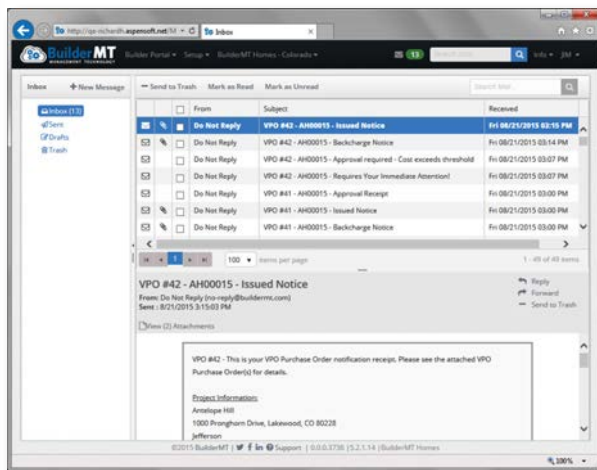 http://qa-richardh.aspensoft.net/M
Inbox
BuilderMT
MANAGEMENT TECHNOLOGY
Builder Portal
Setup
BuilderMT Homes - Colorado
13
Info
JIM
Inbox
New Message
Send to Trash
Mark as Read
Mark as Unread
Inbox (13)
Sent
Drafts
Trash
From Subject Received
Do Not Reply VPO #42 - AH00015 - Issued Notice Fri 08/21/2015 03:15 PM
Do Not Reply VPO #42 - AH00015 - Backcharge Notice Fri 08/21/2015 03:14 PM
Do Not Reply VPO #42 - AH00015 - Approval required - Cost exceeds threshold Fri 08/21/2015 03:07 PM
Do Not Reply VPO #42 - AH00015 - Requires Your Immediate Attention! Fri 08/21/2015 03:07 PM
Do Not Reply VPO #41 - AH00015 - Approval Receipt Fri 08/21/2015 03:00 PM
Do Not Reply VPO #41 - AH00015 - Issued Notice Fri 08/21/2015 03:00 PM
Do Not Reply VPO #41 - AH00015 - Backcharge Notice Fri 08/21/2015 03:00 PM
1
100 items per page
1 - 49 of 49 items
VPO #42 - AH00015 - Issued Notice
From: Do Not Reply (no-reply@buildermt.com)
Sent : 8/21/2015 3:15:03 PM
Reply
Forward
Send to Trash
View (2) Attachments
VPO #42 - This is your VPO Purchase Order notification receipt. Please see the attached VPO
Purchase Order(s) for details.
Project Information:
Antelope Hill
1000 Pronghorn Drive, Lakewood, CO 80228
Jefferson
©2015 BuilderMT | Support | 0.0.0.3736 |5.2.1.14 |BuilderMT Homes
100%